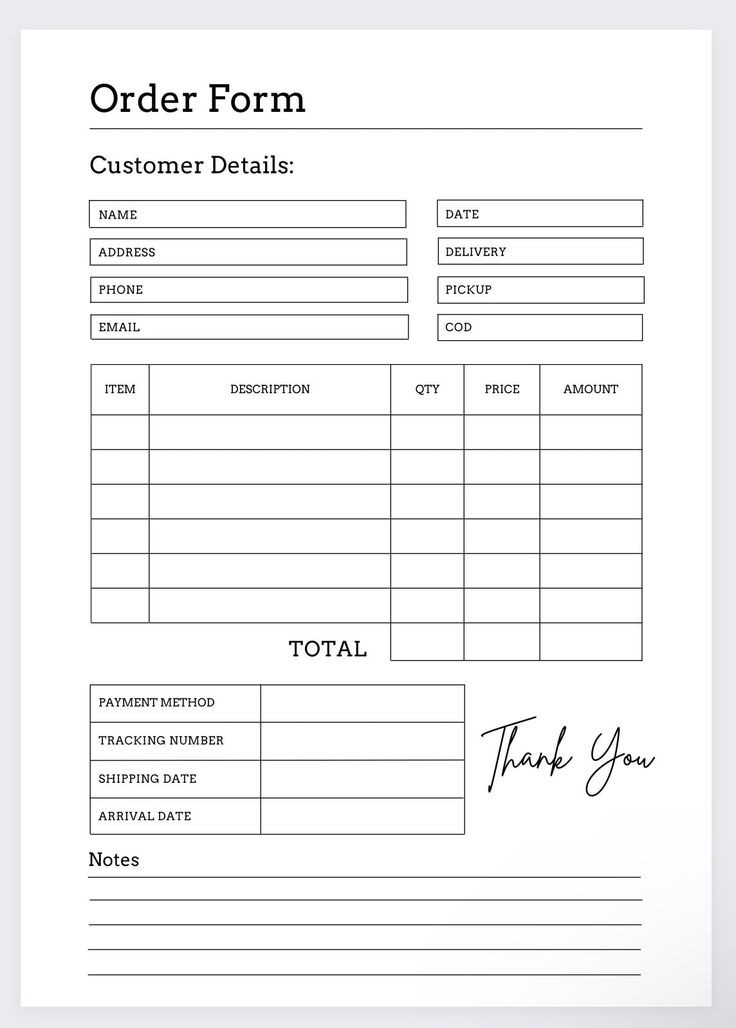 Order Form
Customer Details:
NAME DATE
ADDRESS DELIVERY
PHONE PICKUP
EMAIL COD
ITEM DESCRIPTION QTY PRICE AMOUNT
TOTAL
PAYMENT METHOD
TRACKING NUMBER
Thank You
SHIPPING DATE
ARRIVAL DATE
Notes